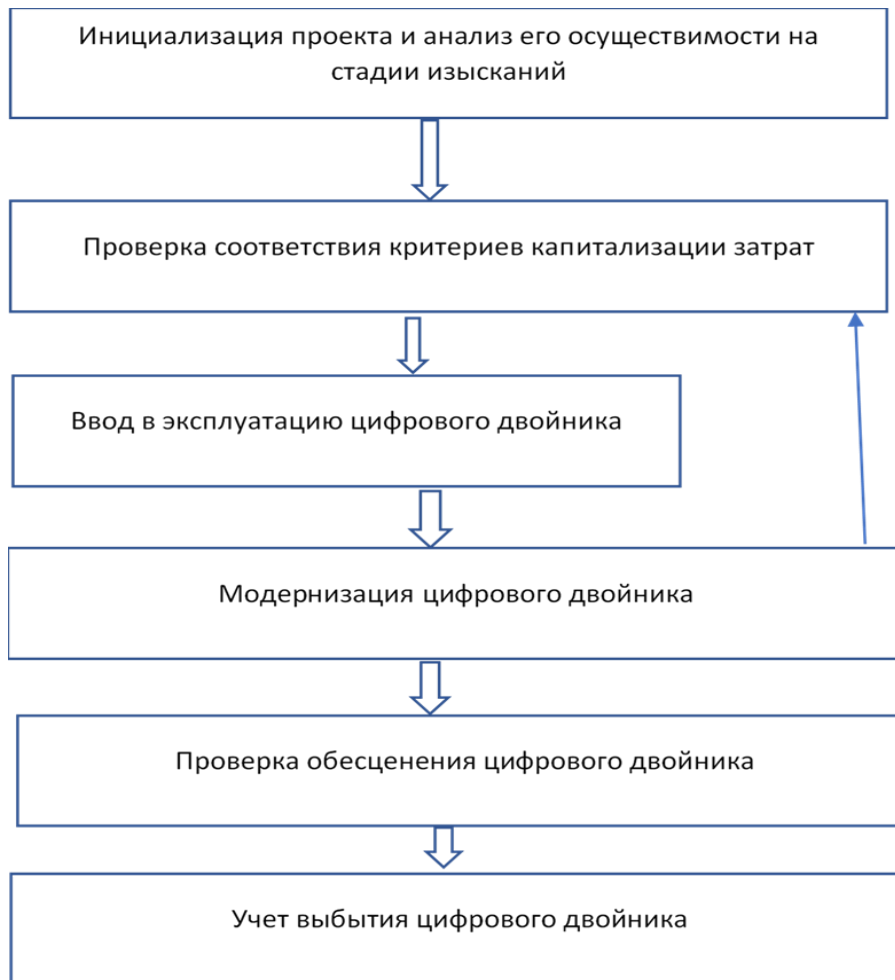 Инициализация проекта и анализ его осуществимости на
стадии изысканий
Проверка соответствия критериев капитализации затрат
Ввод в эксплуатацию цифрового двойника
Модернизация цифрового двойника
Проверка обесценения цифрового двойника
Учет выбытия цифрового двойника